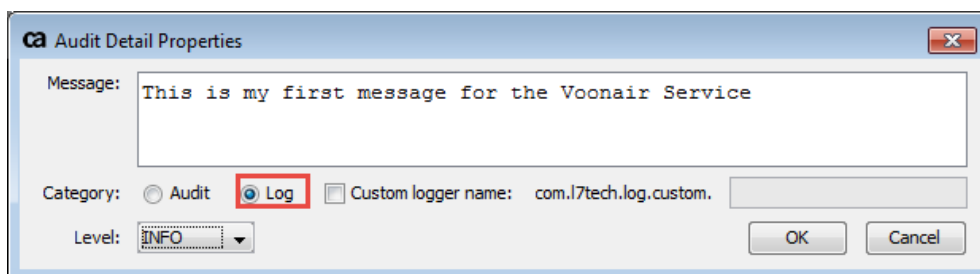 ca Audit Detail Properties
Message: This is my first message for the Voonair Service
Category: Audit Log Custom logger name: com.l7tech.log.custom.
Level: INFO OK Cancel